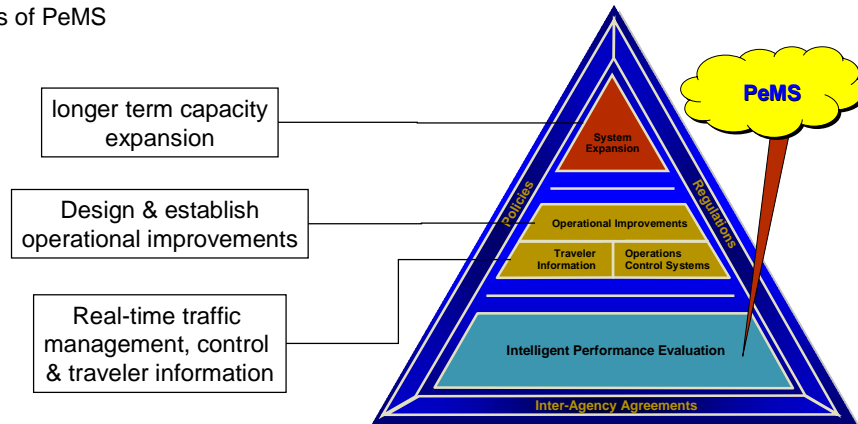 s of PeMS
longer term capacity
expansion
Design & establish
operational improvements
Real-time traffic
management, control
& traveler information
PeMS
System
Expansion
Policies
Regulations
Operational Improvements
Traveler
Information
Operations
Control Systems
Intelligent Performance Evaluation
Inter-Agency Agreements